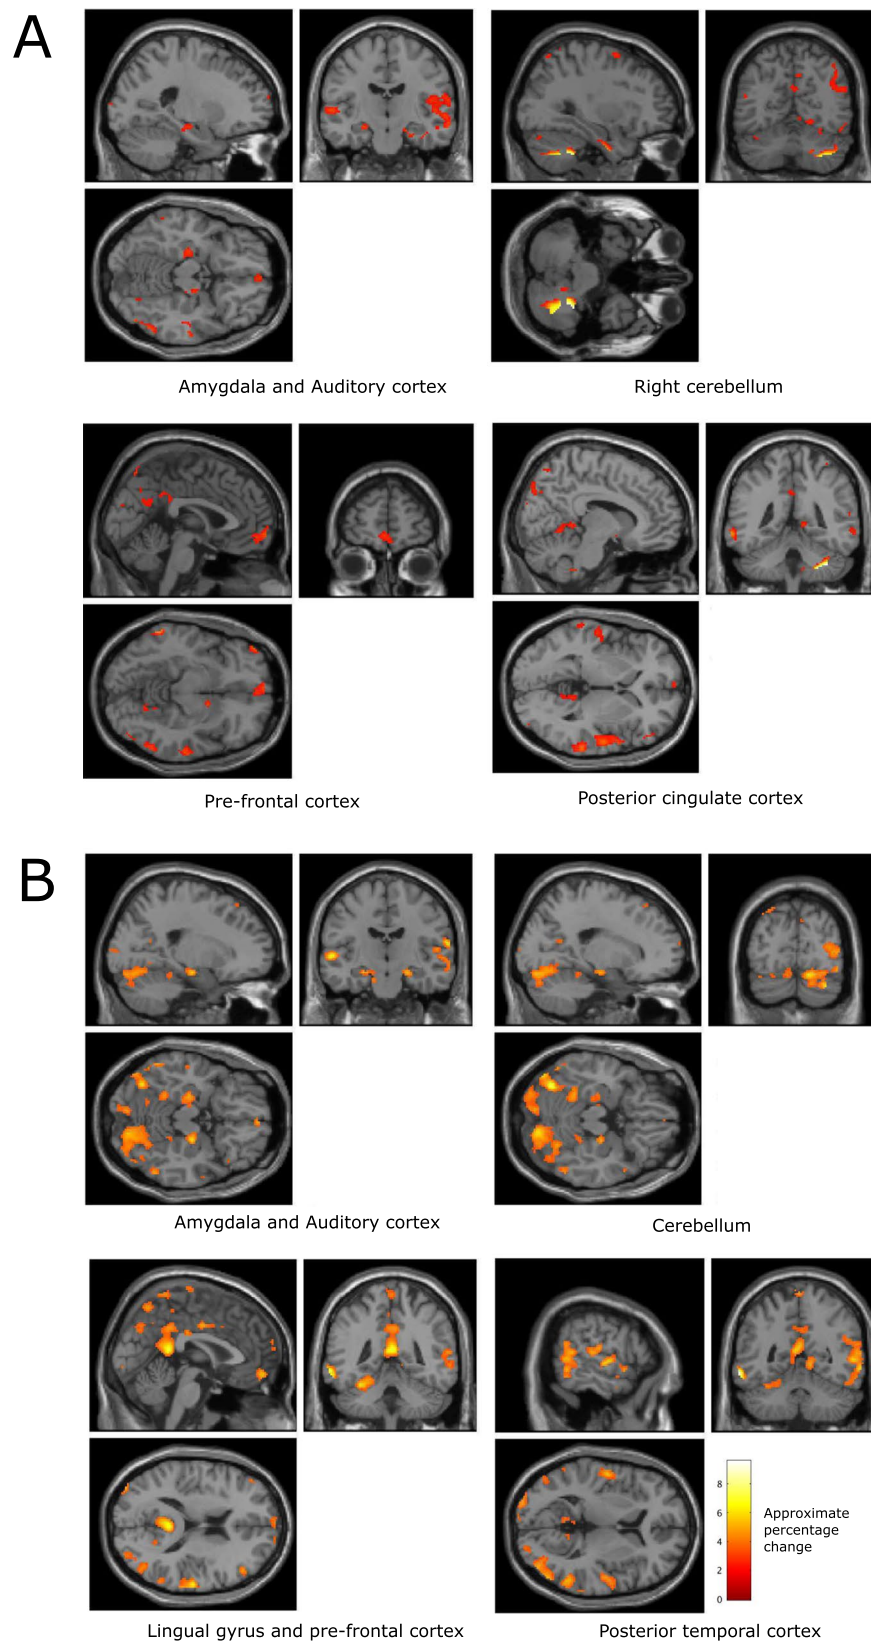 A
Amygdala and Auditory cortex
Right cerebellum
Pre-frontal cortex
Posterior cingulate cortex
B
Amygdala and Auditory cortex
Cerebellum
Lingual gyrus and pre-frontal cortex
8
6
4
2
0
Approximate
percentage
change
Posterior temporal cortex